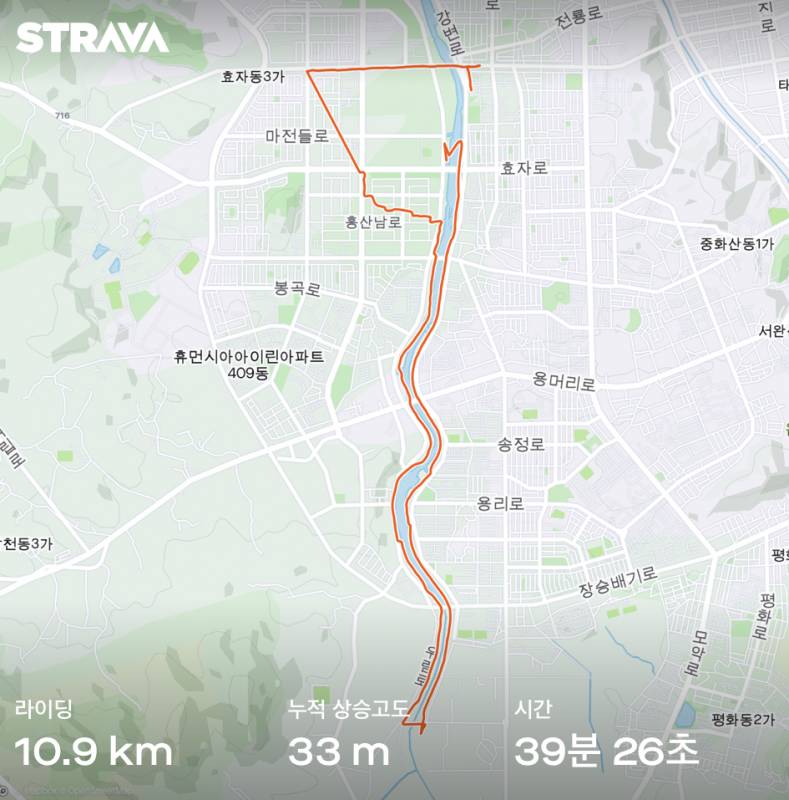 STRAVA
강변로
로
전룡로
지로
효자동3가
태
716
마전들로
효자로
홍산남로
중화산동1가
봉곡로
서완
휴먼시아아이린아파트
409동
용머리로
송정로
용리로
천동3가
장승배기로
평화로
모악로
우림로
평화동2가
라이딩
누적 상승고도
시간
10.9 km
33 m
39분 26초